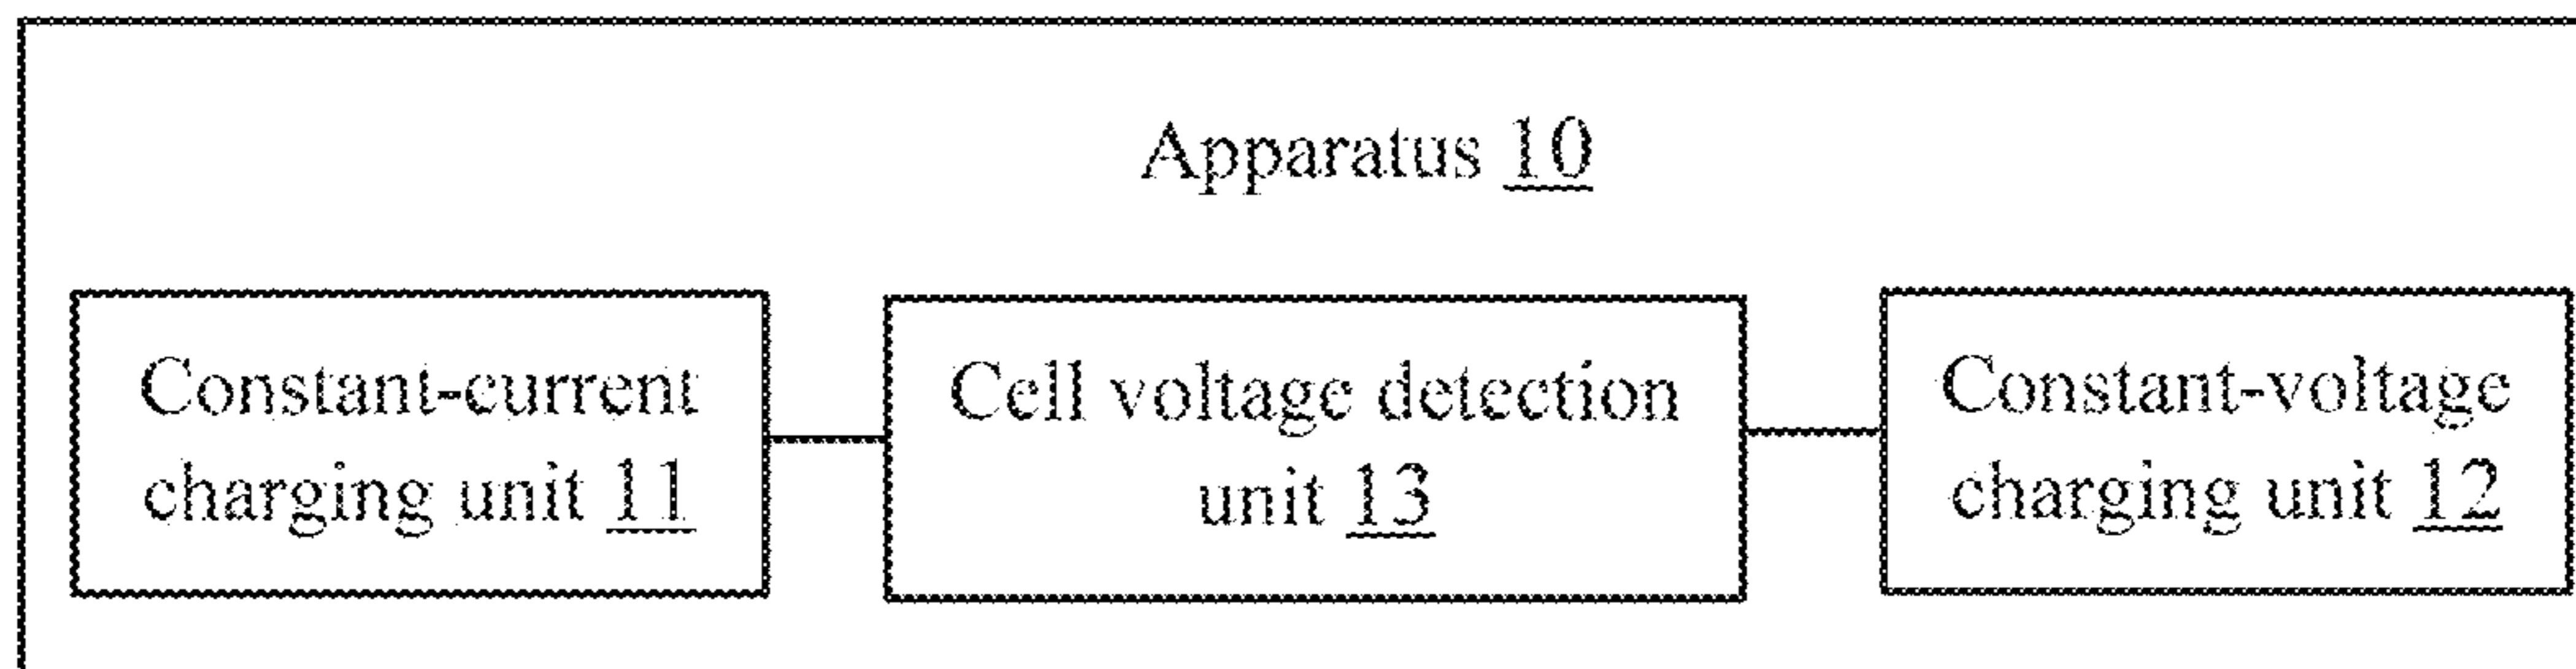 Apparatus 10
Constant-current
charging unit 11
Cell voltage detection
unit 13
Constant-voltage
charging unit 12